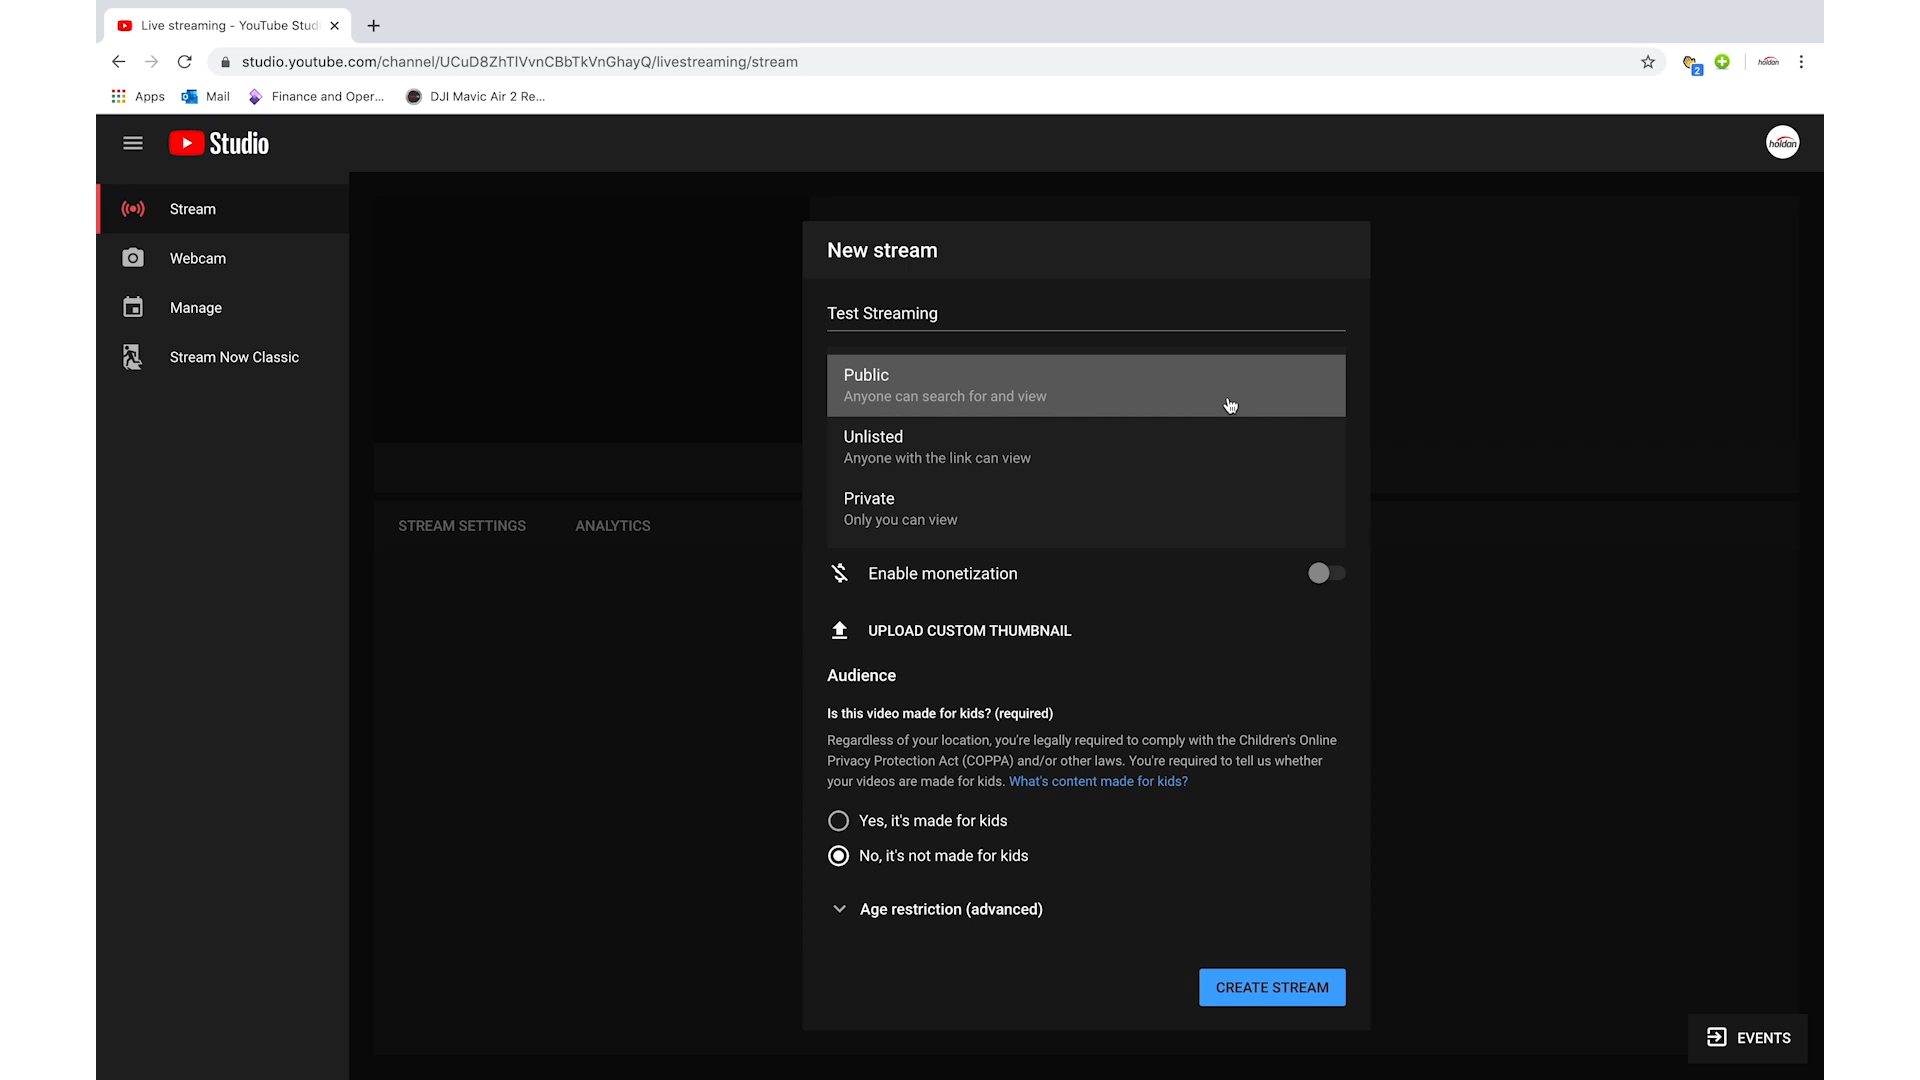 Live streaming - YouTube Stud
studio.youtube.com/channel/UCuD8ZhTlVvnCBbTkVnGhayQ/livestreaming/stream
2
holdan
Apps
Mail
Finance and Oper...
DJI Mavic Air 2 Re...
Studio
holdan
Stream
Webcam
Manage
Stream Now Classic
New stream
Test Streaming
Public
Anyone can search for and view
Unlisted
Anyone with the link can view
Private
Only you can view
STREAM SETTINGS
ANALYTICS
Enable monetization
UPLOAD CUSTOM THUMBNAIL
Audience
Is this video made for kids? (required)
Regardless of your location, you're legally required to comply with the Children's Online
Privacy Protection Act (COPPA) and/or other laws. You're required to tell us whether
your videos are made for kids. What's content made for kids?
Yes, it's made for kids
No, it's not made for kids
Age restriction (advanced)
CREATE STREAM
EVENTS